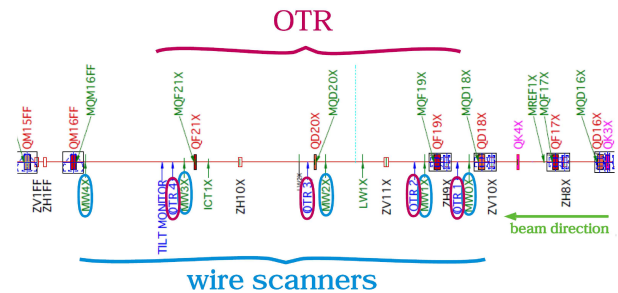 OTR
QM15FF
QM16FF
MQM16FF
MQF21X
QF21X
QD20X
MQD20X
MQF19X
QF19X
MQD18X
QD18X
QK4X
MREF1X
MQF17X
QF17X
MQD16X
QD16X
QK3X
ZV1FF
ZH1FF
MW4X
TILT MONITOR
OTR 4
MW3X
ICT1X
ZH10X
OTR 3
MW2X
LW1X
ZV11X
OTR 2
MW1X
ZH9X
OTR 1
MW0X
ZV10X
ZH8X
beam direction
wire scanners